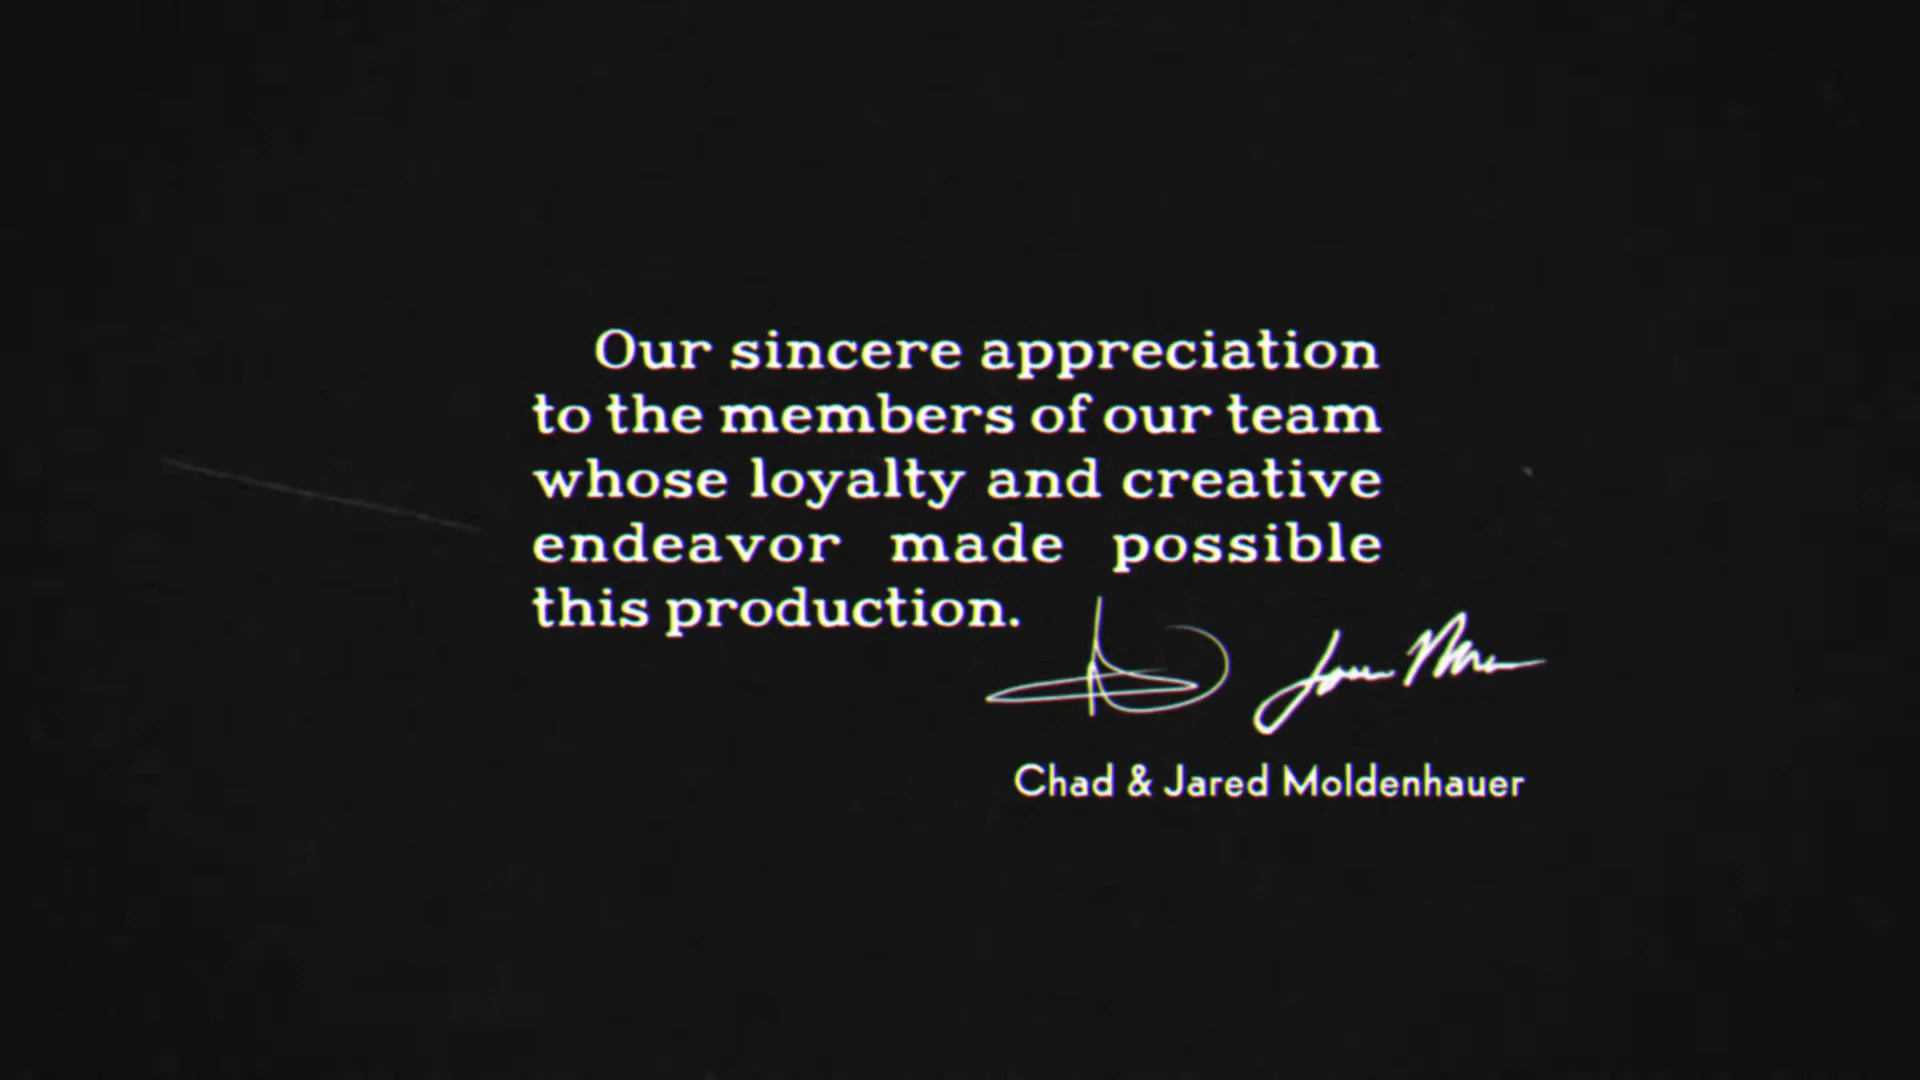 Our sincere appreciation
to the members of our team
whose loyalty and creative
endeavor made possible
this production.
Chad & Jared Moldenhauer